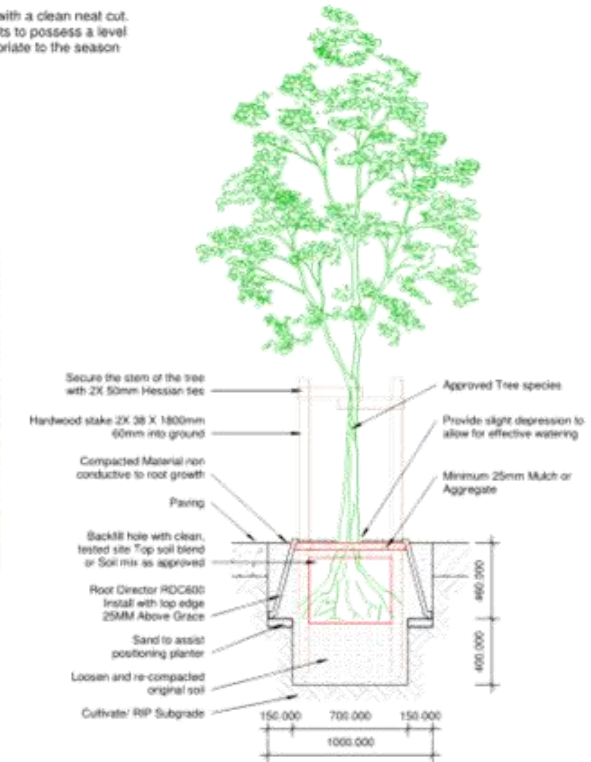 with a clean neat cut.
ts to possess a level
priate to the season
Secure the stem of the tree
with 2X 50mm Hessian ties
Hardwood stake 2X 38 X 1800mm
60mm into ground
Compacted Material non
conductive to root growth
Paving
Backfill hole with clean,
tested site Top soil blend
or Soil mix as approved
Root Director RDC600
Install with top edge
25MM Above Grace
Sand to assist
positioning planter
Loosen and re-compacted
original soil
Cultivate/ RIP Subgrade
Approved Tree species
Provide slight depression to
allow for effective watering
Minimum 25mm Mulch or
Aggregate
460.000
400.000
150.000 700.000 150.000
1000.000